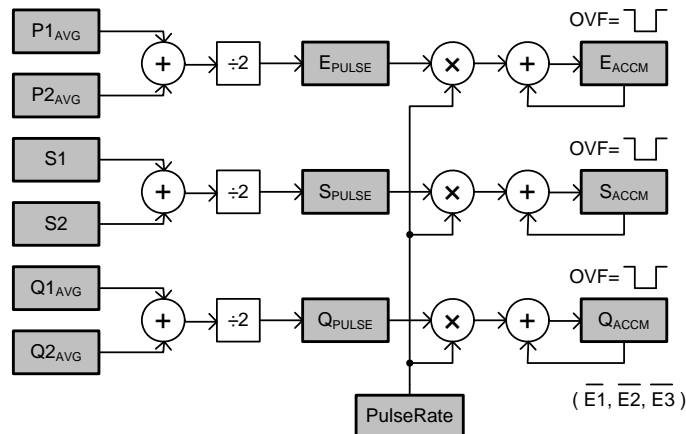 OVF=
P1AVG
+
÷2
EPULSE
×
+
EACCM
P2AVG
OVF=
S1
+
÷2
SPULSE
×
+
SACCM
S2
OVF=
Q1AVG
+
÷2
QPULSE
×
+
QACCM
Q2AVG
( E1, E2, E3 )
PulseRate